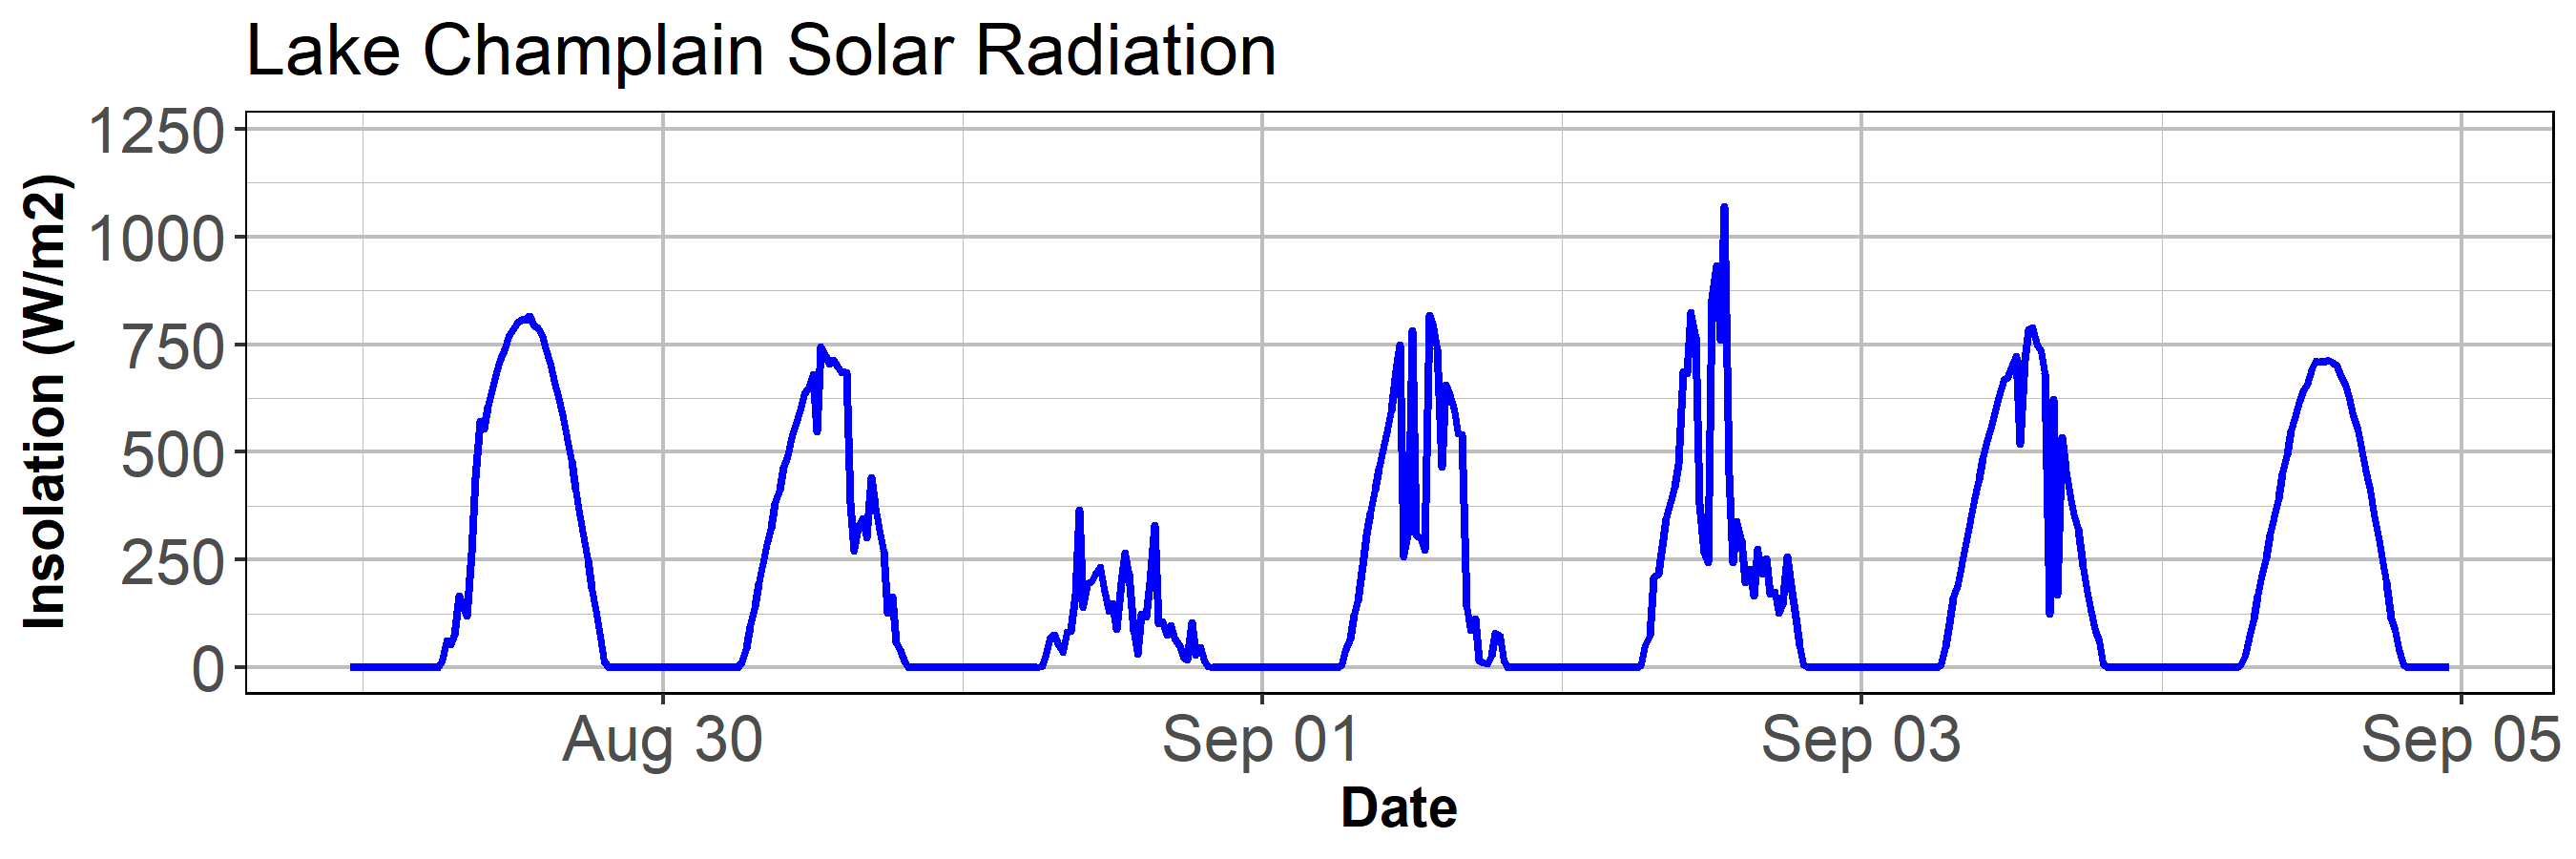 Lake Champlain Solar Radiation
Insolation (W/m2)
1250
1000
750
500
250
0
Aug 30
Sep 01
Sep 03
Sep 05
Date